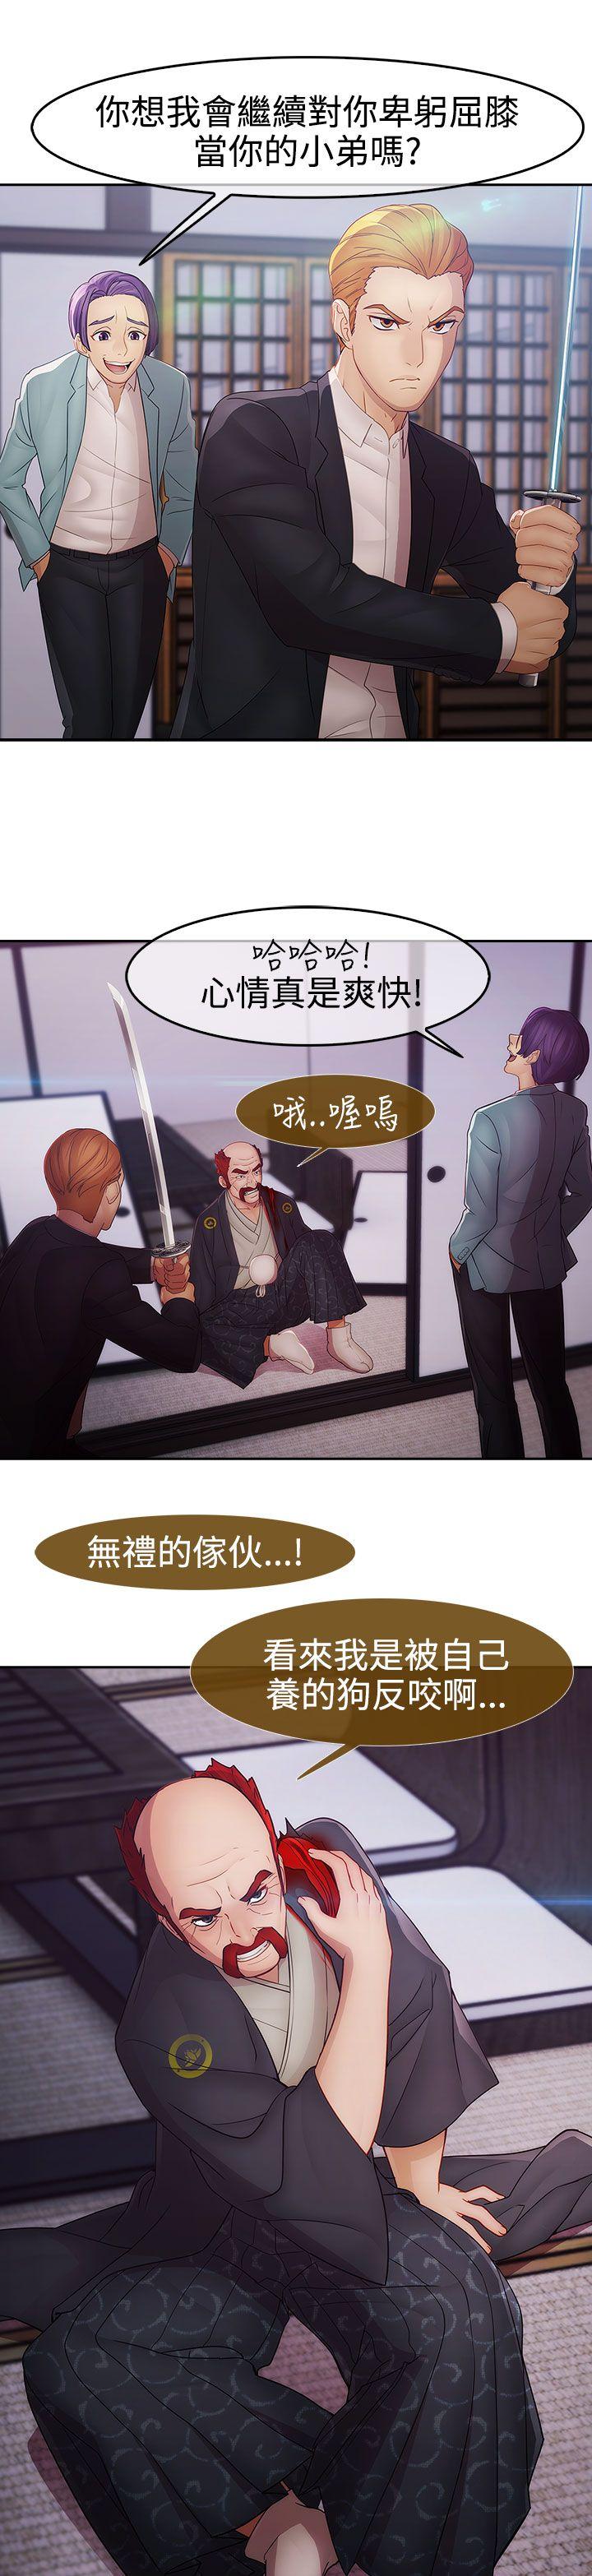 你想我會繼續對你卑躬屈膝
當你的小弟嗎?
哈哈哈!
心情真是爽快!
哦..喔嗚
無禮的傢伙...!
看來我是被自己
養的狗反咬啊...